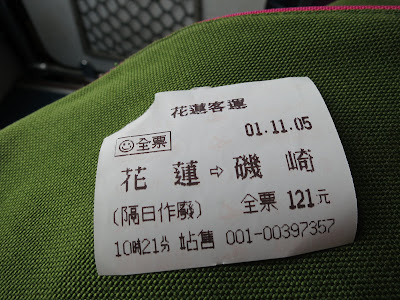 花蓮客運
01.11.05
☺全票
花蓮⇨磯崎
(隔日作廢) 全票 121元
10時21分 站售 001-00397357